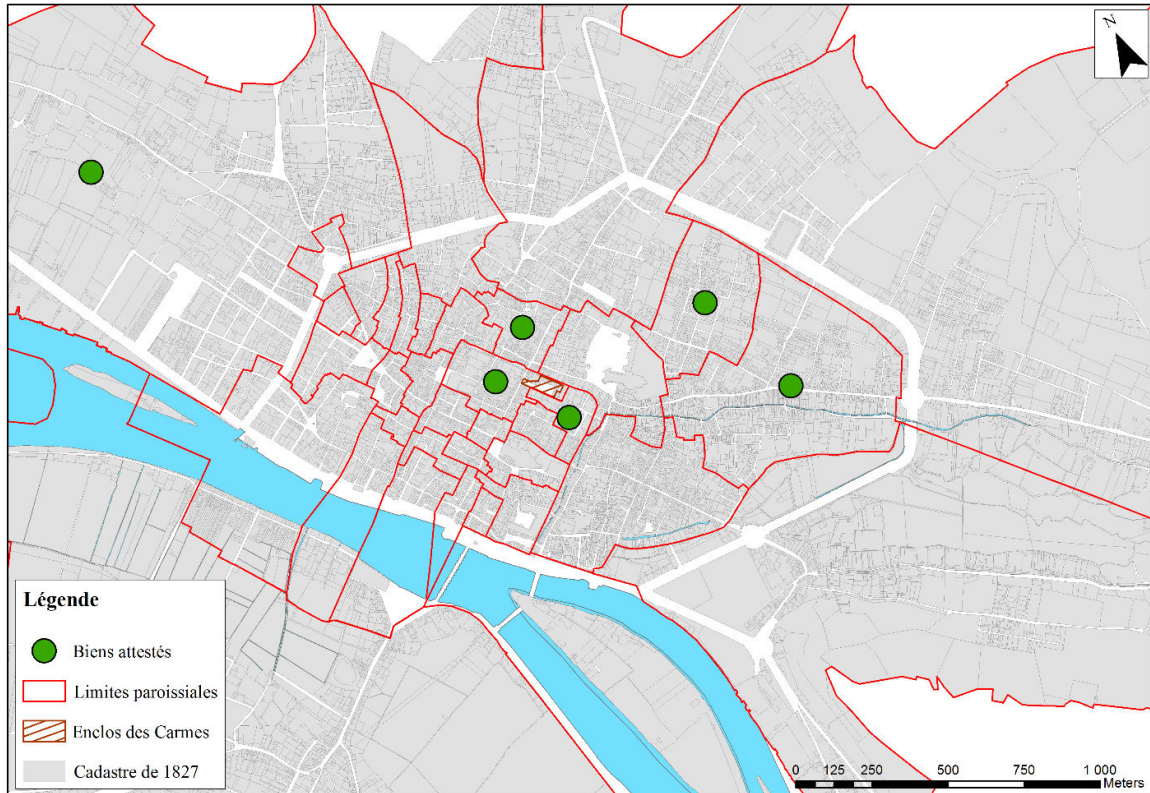 N
Légende
Biens attestés
Limites paroissiales
Enclos des Carmes
Cadastre de 1827
0 125 250 500 750 1 000
Meters